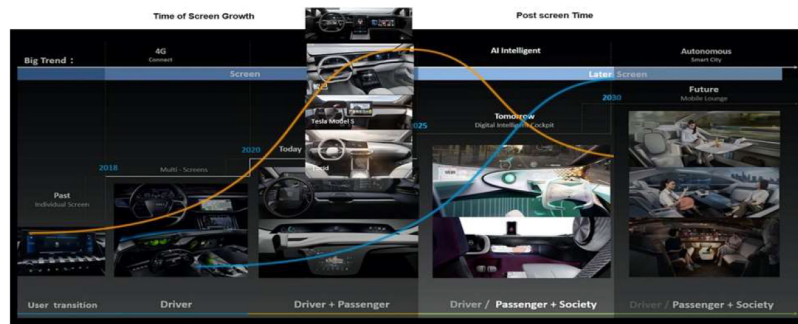 Time of Screen Growth
Post screen Time
Big Trend :
4G
Connect
AI Intelligent
Autonomous
Smart City
Screen
Later Screen
2030
Future
Mobile Lounge
Tomorrow
Digital Intelligent Cockpit
Tesla Model S
025
2020
Today
2018
Multi - Screens
Past
Individual Screen
User transition
Driver
Driver + Passenger
Driver / Passenger + Society
Driver / Passenger + Society